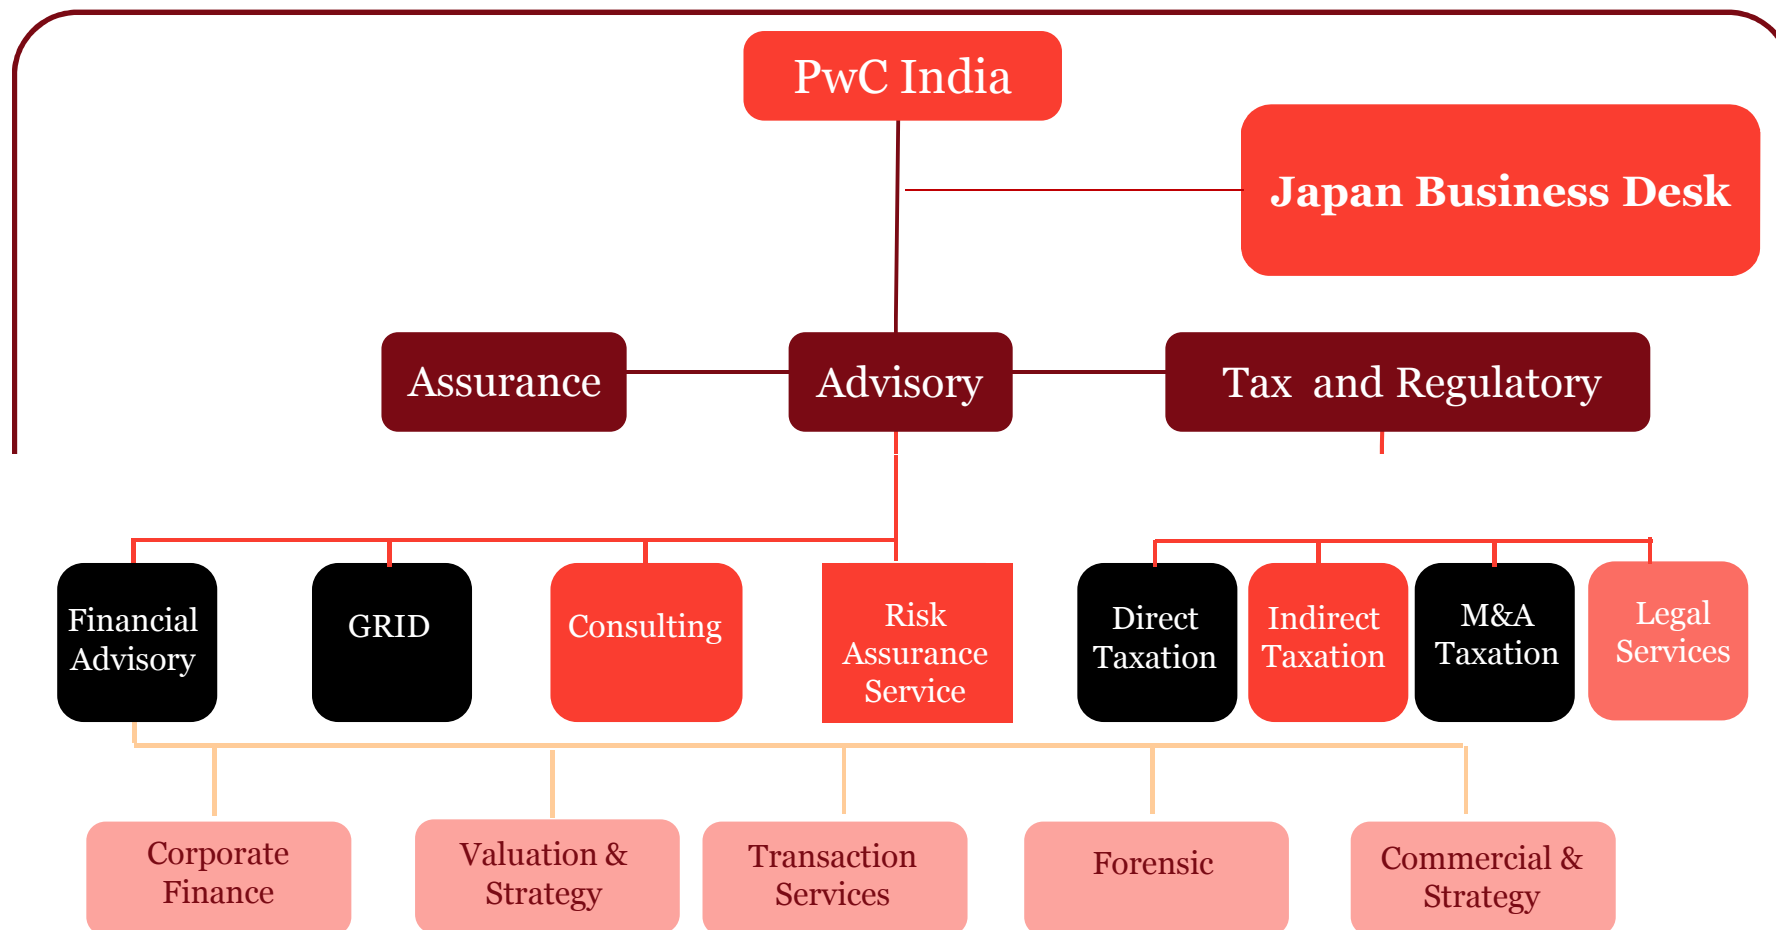 PwC India
Japan Business Desk
Assurance
Advisory
Tax and Regulatory
Financial
Advisory
GRID
Consulting
Risk
Assurance
Service
Direct
Taxation
Indirect
Taxation
M&A
Taxation
Legal
Services
Corporate
Finance
Valuation &
Strategy
Transaction
Services
Forensic
Commercial &
Strategy